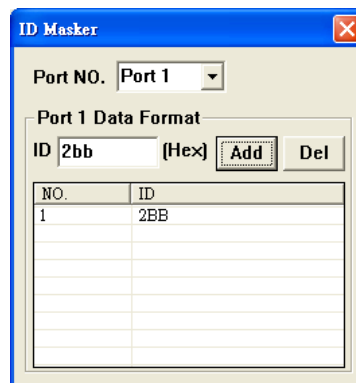 ID Masker
Port NO. Port 1
Port 1 Data Format
ID 2bb (Hex) Add Del
NO. ID
1 2BB